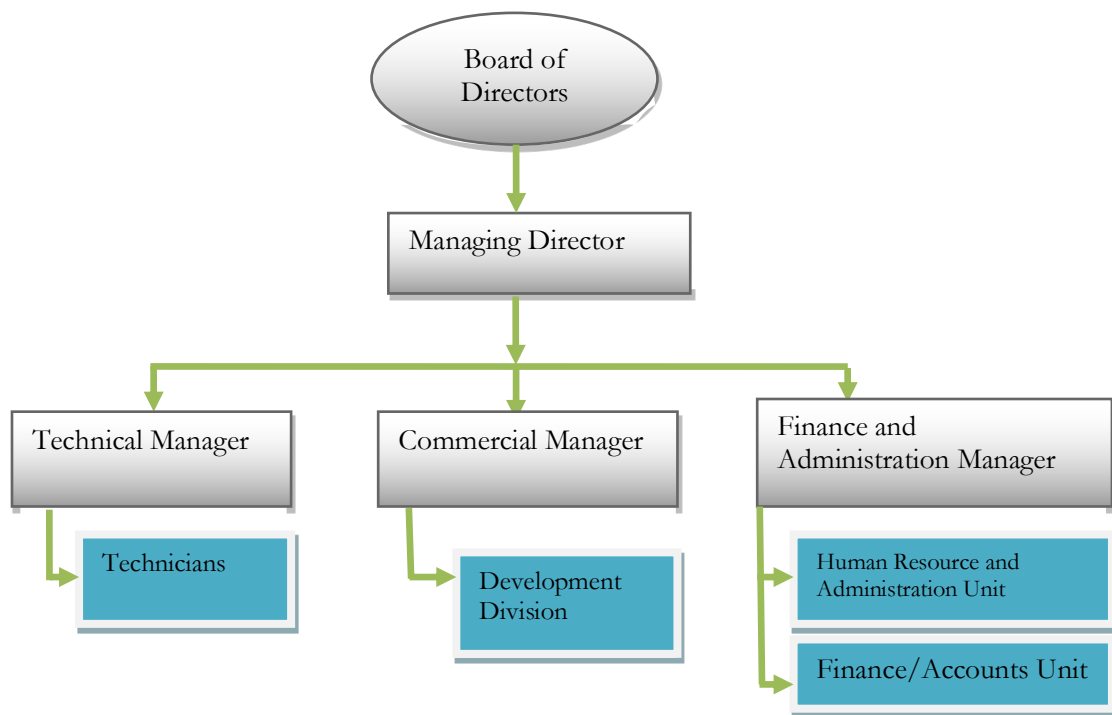 Board of
Directors
Managing Director
Technical Manager
Commercial Manager
Finance and
Administration Manager
Technicians
Development
Division
Human Resource and
Administration Unit
Finance/Accounts Unit